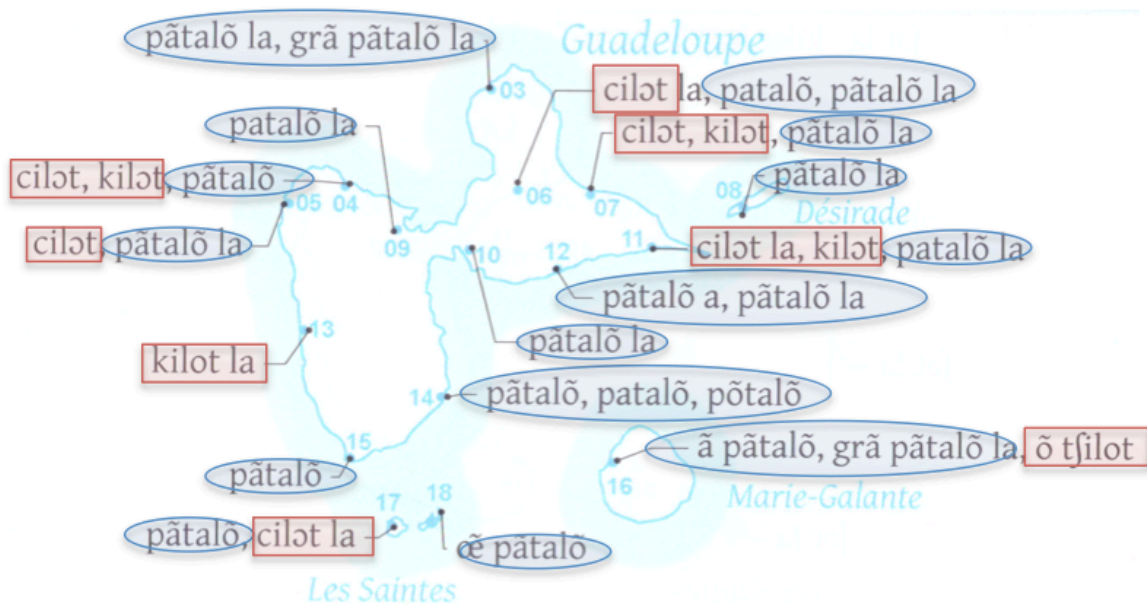 pãtalõ la, grã pãtalõ la
Guadeloupe
03
cilɔt la, patalõ, pãtalõ la
patalõ la
cilɔt, kilɔt, pãtalõ la
cilɔt, kilɔt, pãtalõ
pãtalõ la
05
04
06
07
08
Désirade
cilɔt, pãtalõ la
09
10
12
11
cilɔt la, kilɔt, patalõ la
pãtalõ a, pãtalõ la
13
pãtalõ la
kilot la
14
pãtalõ, patalõ, põtalõ
15
ã pãtalõ, grã pãtalõ la, õ tʃilot
pãtalõ
16
Marie-Galante
17
18
pãtalõ, cilɔt la
œ̃ pãtalõ
Les Saintes